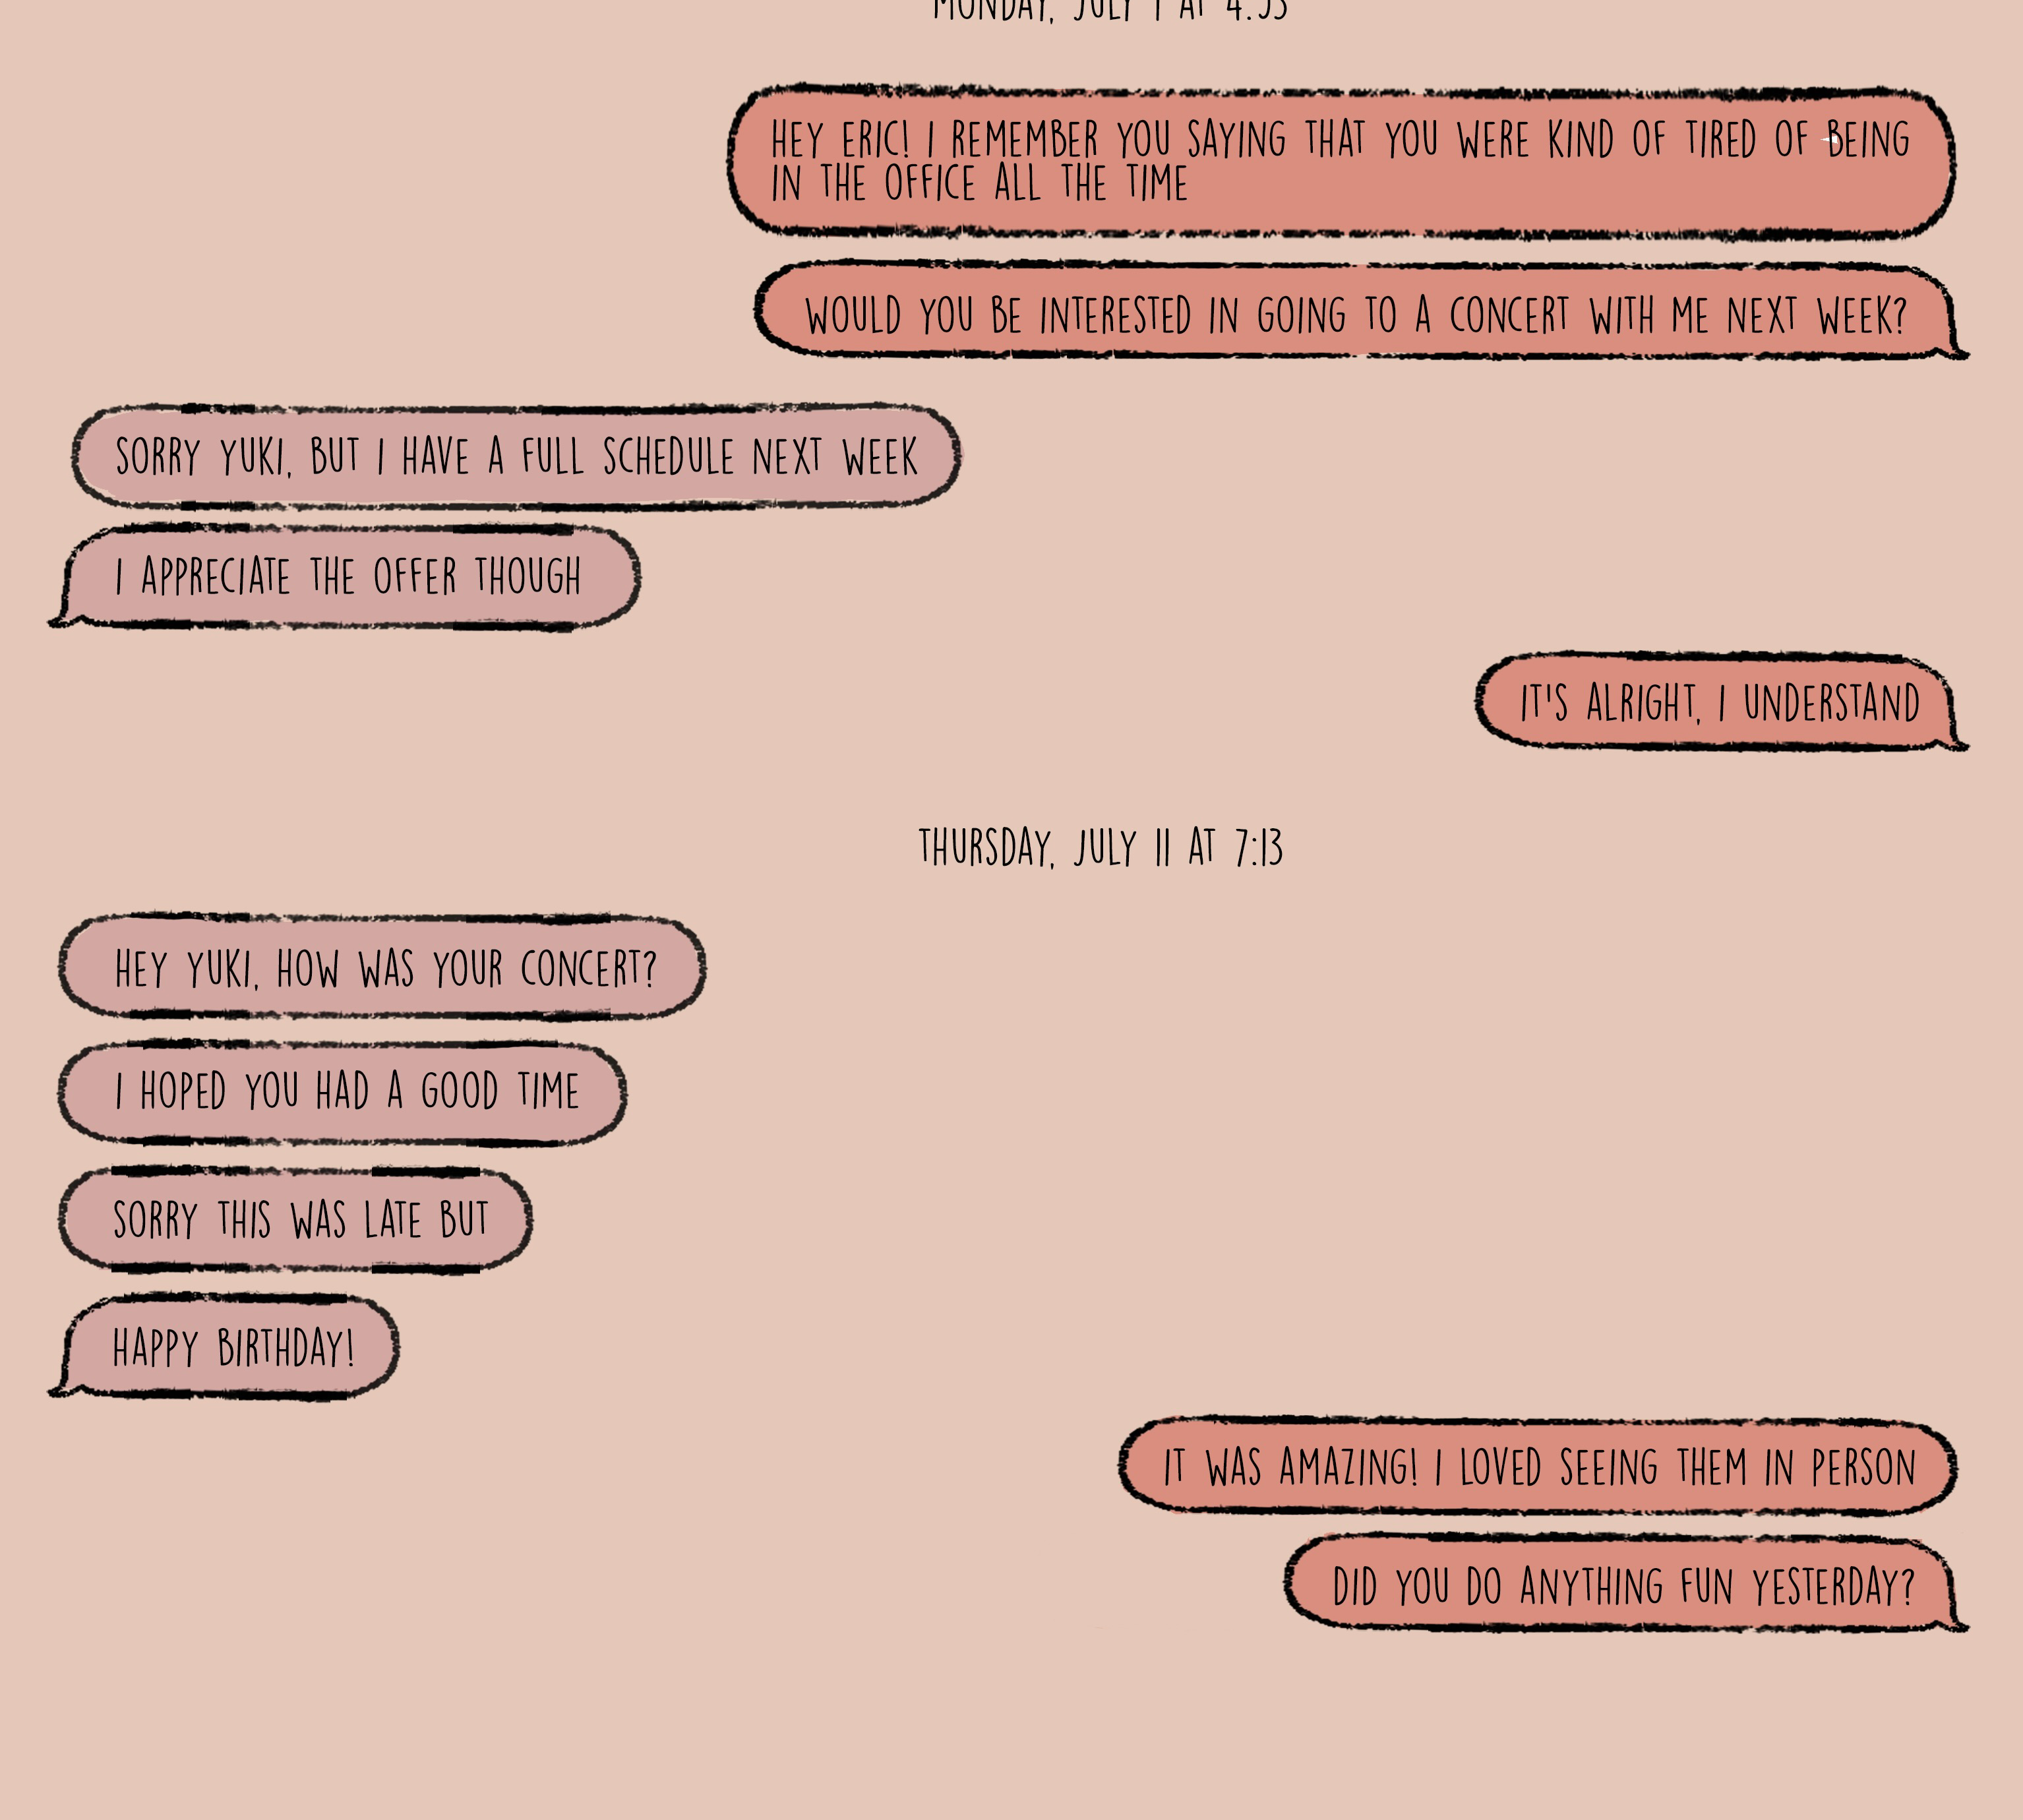 MONDAY, JULY 1 AT
HEY ERIC! I REMEMBER YOU SAYING THAT YOU WERE KIND OF TIRED OF BEING
IN THE OFFICE ALL THE TIME
WOULD YOU BE INTERESTED IN GOING TO A CONCERT WITH ME NEXT WEEK?
SORRY YUKI, BUT I HAVE A FULL SCHEDULE NEXT WEEK
I APPRECIATE THE OFFER THOUGH
IT'S ALRIGHT, I UNDERSTAND
THURSDAY, JULY 11 AT 7:13
HEY YUKI, HOW WAS YOUR CONCERT?
I HOPED YOU HAD A GOOD TIME
SORRY THIS WAS LATE BUT
HAPPY BIRTHDAY!
IT WAS AMAZING! I LOVED SEEING THEM IN PERSON
DID YOU DO ANYTHING FUN YESTERDAY?